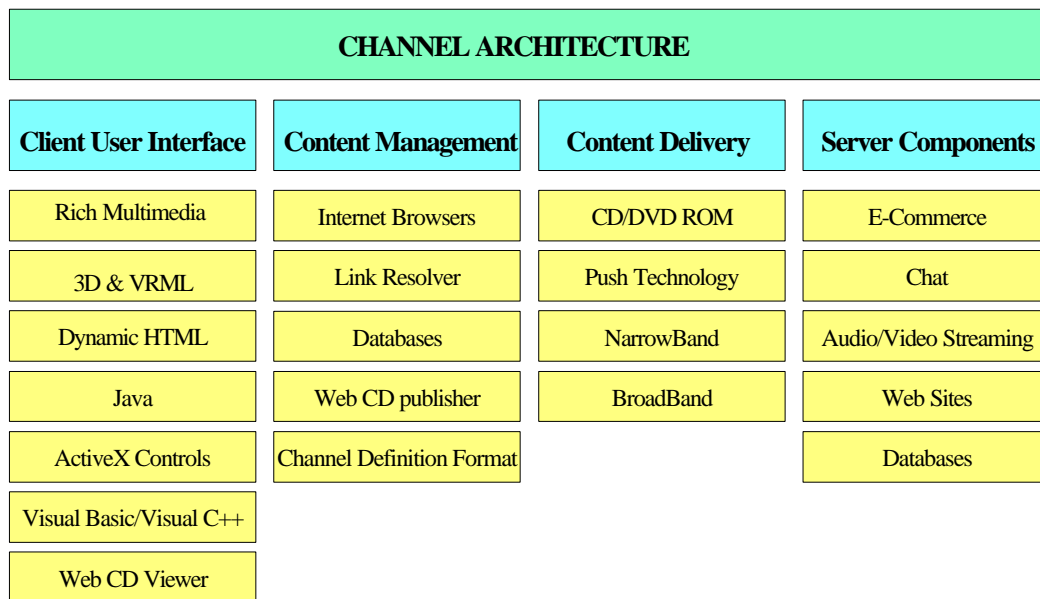 CHANNEL ARCHITECTURE
Client User Interface
Rich Multimedia
3D & VRML
Dynamic HTML
Java
ActiveX Controls
Visual Basic/Visual C++
Web CD Viewer
Content Management
Internet Browsers
Link Resolver
Databases
Web CD publisher
Channel Definition Format
Content Delivery
CD/DVD ROM
Push Technology
NarrowBand
BroadBand
Server Components
E-Commerce
Chat
Audio/Video Streaming
Web Sites
Databases